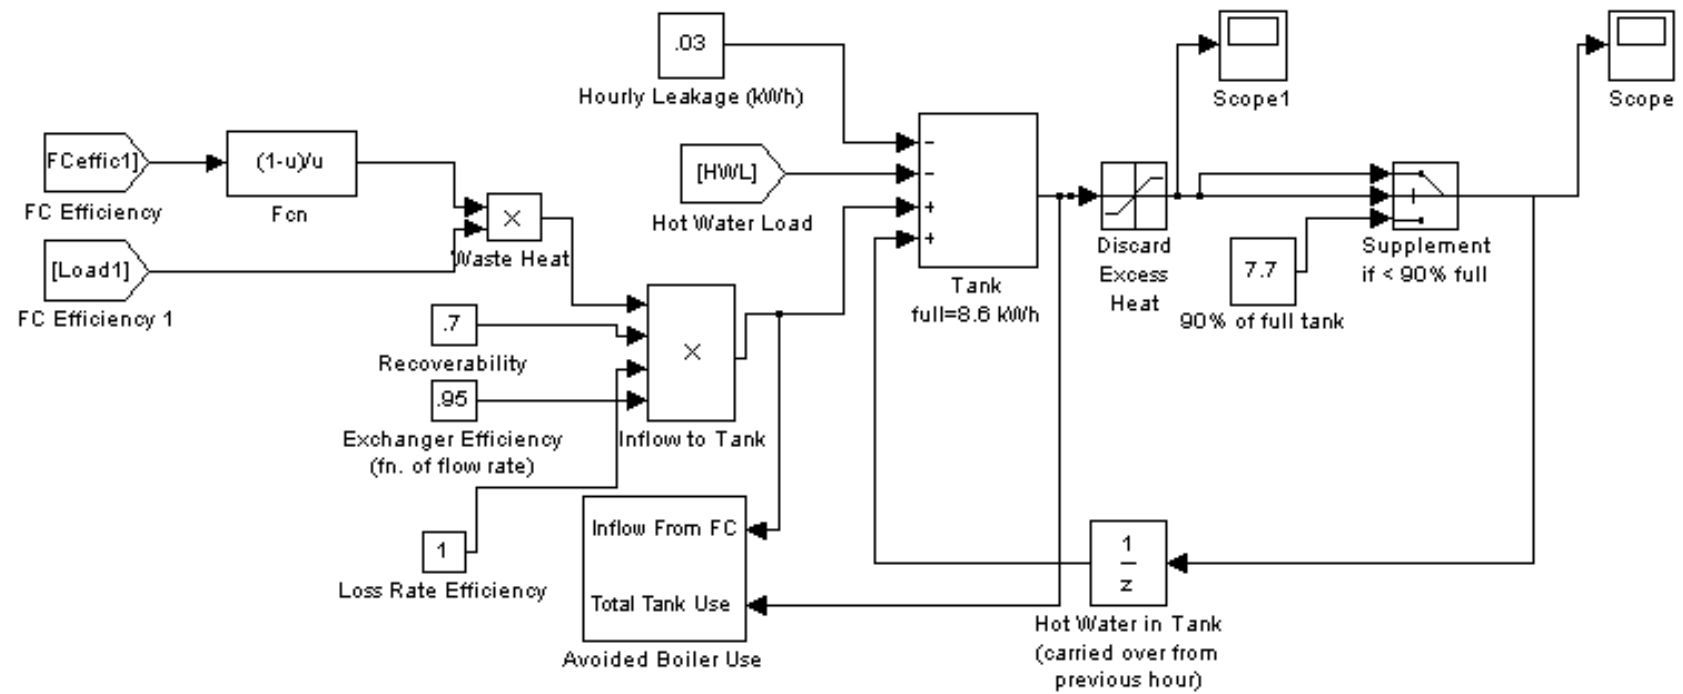 .03
Hourly Leakage (kWh)
Scope1
Scope
FCeffic1]
FC Efficiency
(1-u)/u
Fcn
[HWL]
Hot Water Load
−
−
+
+
Tank
full=8.6 kWh
Discard
Excess
Heat
Supplement
if < 90% full
7.7
90% of full tank
×
Waste Heat
[Load1]
FC Efficiency 1
.7
Recoverability
.95
Exchanger Efficiency
(fn. of flow rate)
×
Inflow to Tank
1
Loss Rate Efficiency
Inflow From FC
Total Tank Use
Avoided Boiler Use
1
z
Hot Water in Tank
(carried over from
previous hour)